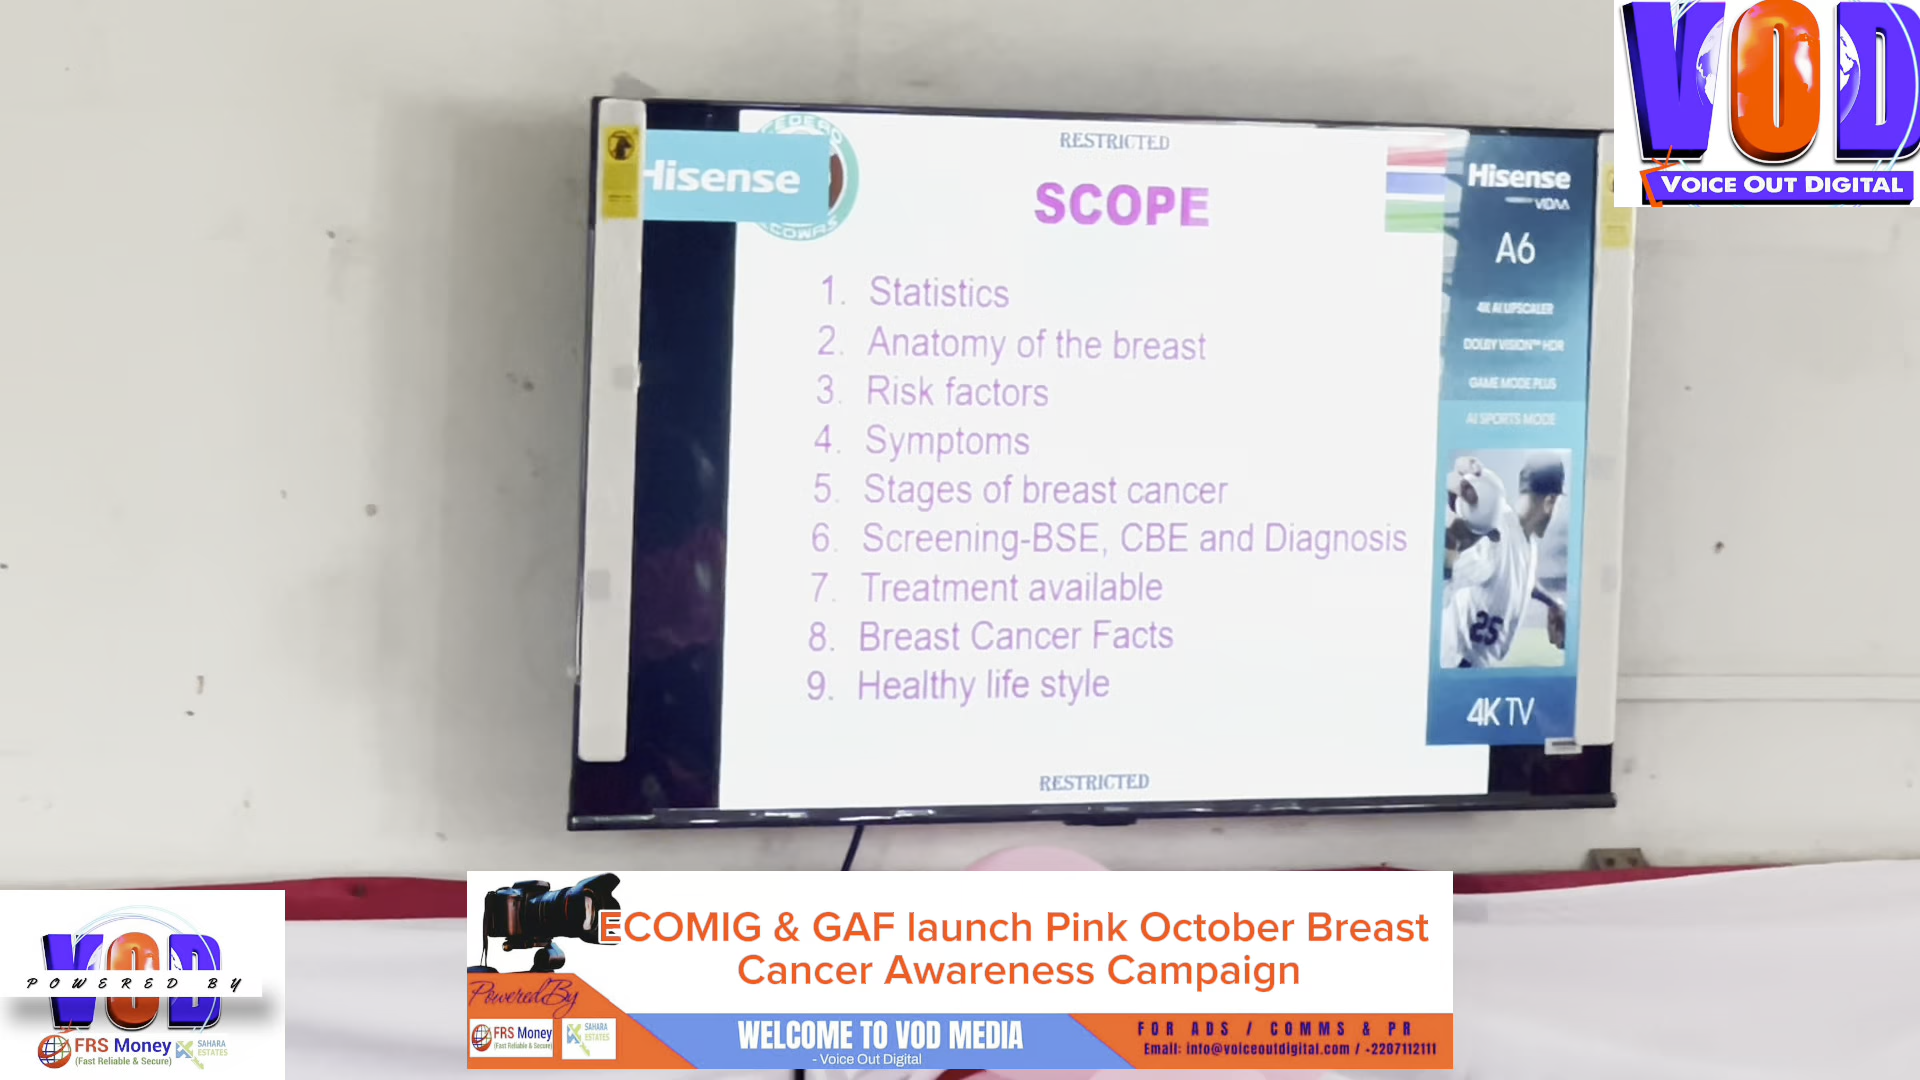 VOD
VOICE OUT DIGITAL
RESTRICTED
Hisense
SCOPE
1. Statistics
2. Anatomy of the breast
3. Risk factors
4. Symptoms
5. Stages of breast cancer
6. Screening-BSE, CBE and Diagnosis
7. Treatment available
8. Breast Cancer Facts
9. Healthy life style
RESTRICTED
Hisense
VIDAA
A6
4K AI UPSCALER
DOLBY VISION™ HDR
GAME MODE PLUS
AI SPORTS MODE
25
4K TV
VOD
POWERED BY
FRS Money
(Fast Reliable & Secure)
SAHARA
ESTATES
ECOMIG & GAF launch Pink October Breast
Cancer Awareness Campaign
Powered By
FRS Money
(Fast Reliable & Secure)
SAHARA
ESTATES
WELCOME TO VOD MEDIA
- Voice Out Digital
FOR ADS / COMMS & PR
Email: info@voiceoutdigital.com / -2207112111